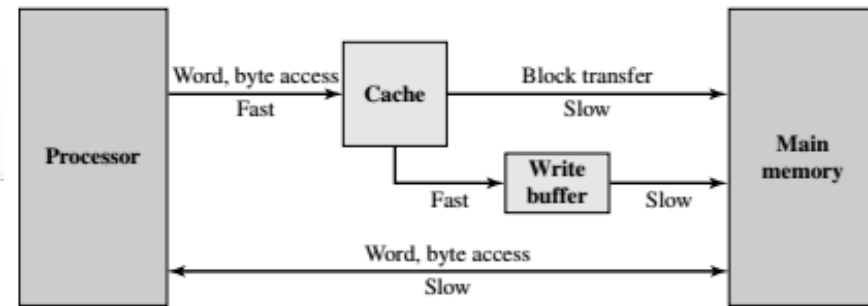 Processor
Word, byte access
Fast
Cache
Block transfer
Slow
Fast
Write
buffer
Slow
Main
memory
Word, byte access
Slow